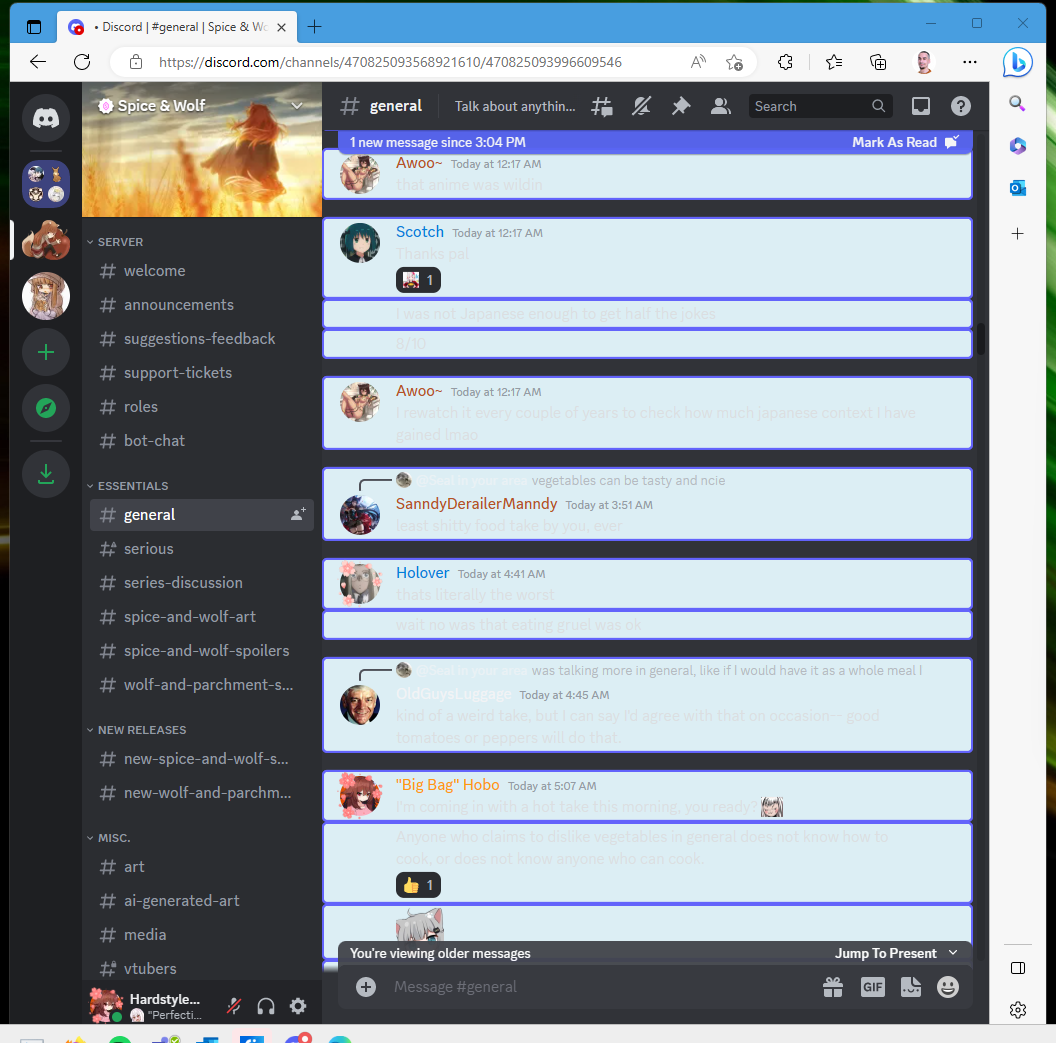 • Discord | #general | Spice & Wo
https://discord.com/channels/470825093568921610/470825093996609546
Spice & Wolf
general
Talk about anythin...
Search
1 new message since 3:04 PM
Mark As Read
SERVER
welcome
announcements
suggestions-feedback
support-tickets
roles
bot-chat
ESSENTIALS
general
serious
series-discussion
spice-and-wolf-art
spice-and-wolf-spoilers
wolf-and-parchment-s...
NEW RELEASES
new-spice-and-wolf-s...
new-wolf-and-parchm...
MISC.
art
ai-generated-art
media
vtubers
Hardstyle...
"Perfecti...
Awoo~ Today at 12:17 AM
that anime was wildin
Scotch Today at 12:17 AM
Thanks pai
1
I was not Japanese enough to get half the jokes
8/10
Awoo~ Today at 12:17 AM
I rewatch it every couple of years to check how much japanese context I have
gained lmao
@Seal in your area vegetables can be tasty and ncie
SanndyDerailerManndy Today at 3:51 AM
least shitty food take by you, ever
Holover Today at 4:41 AM
thats literally the worst
wait no was that eating gruel was ok
@Seal in your area was talking more in general, like if I would have it as a whole meal I
OldGuysLuggage Today at 4:45 AM
kind of a weird take, but I can say I'd agree with that on occasion-- good
tomatoes or peppers will do that.
"Big Bag" Hobo Today at 5:07 AM
I'm coming in with a hot take this morning, you ready?
Anyone who claims to dislike vegetables in general does not know how to
cook, or does not know anyone who can cook.
1
You're viewing older messages
Jump To Present
Message #general
GIF